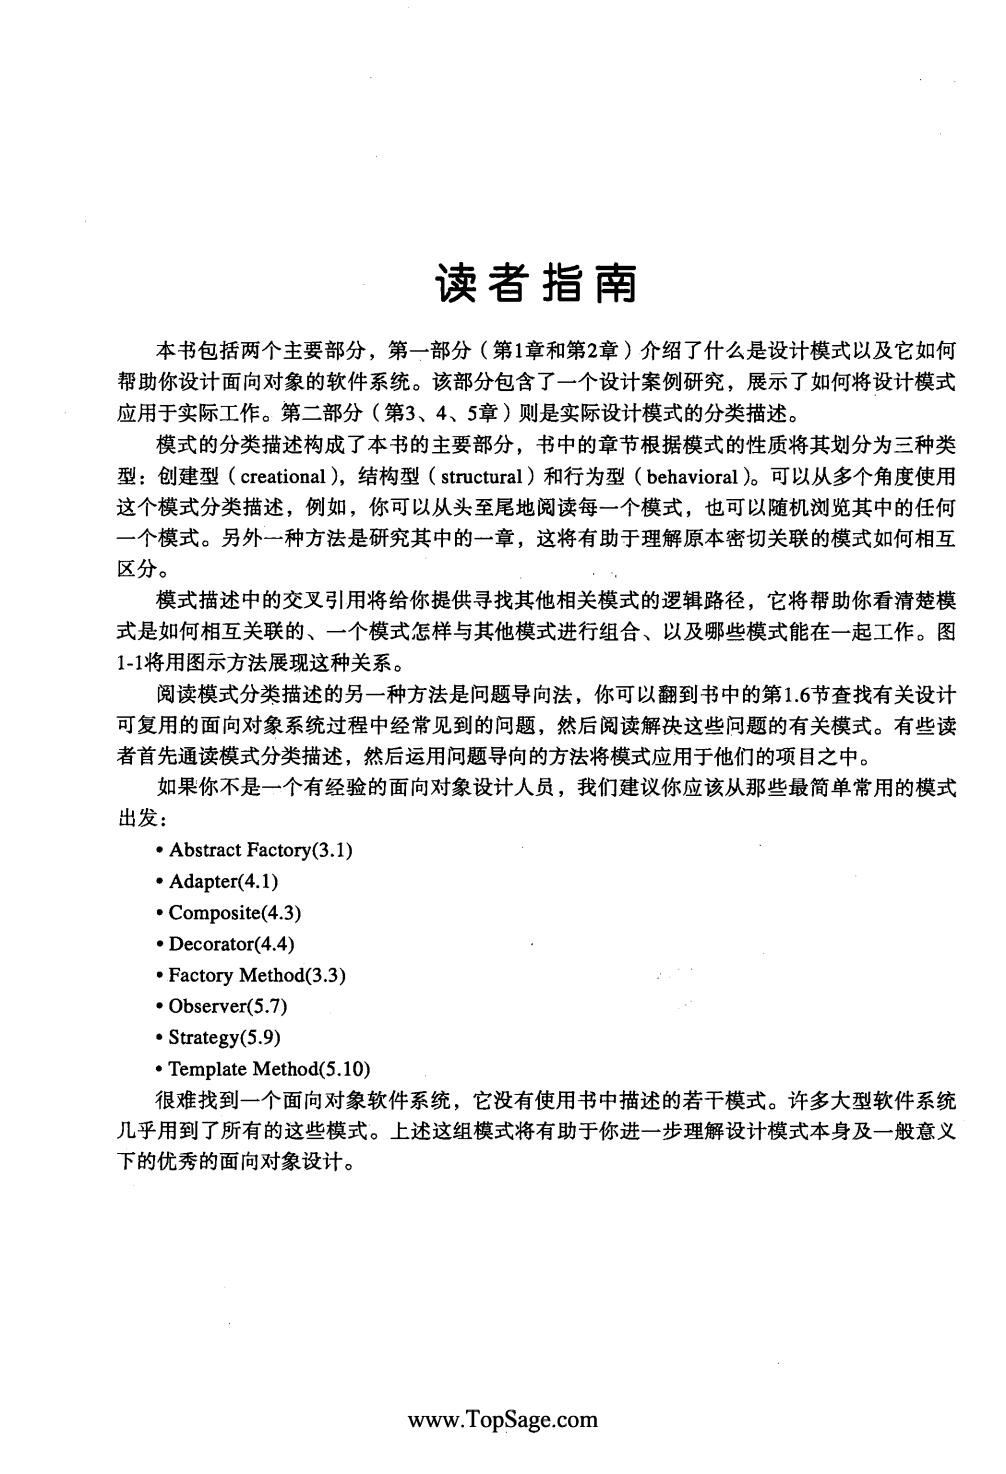 读者指南
本书包括两个主要部分，第一部分（第1章和第2章）介绍了什么是设计模式以及它如何
帮助你设计面向对象的软件系统。该部分包含了一个设计案例研究，展示了如何将设计模式
应用于实际工作。第二部分（第3、4、5章）则是实际设计模式的分类描述。
模式的分类描述构成了本书的主要部分，书中的章节根据模式的性质将其划分为三种类
型：创建型（creational），结构型（structural）和行为型（behavioral）。可以从多个角度使用
这个模式分类描述，例如，你可以从头至尾地阅读每一个模式，也可以随机浏览其中的任何
一个模式。另外一种方法是研究其中的一章，这将有助于理解原本密切关联的模式如何相互
区分。
模式描述中的交叉引用将给你提供寻找其他相关模式的逻辑路径，它将帮助你看清楚模
式是如何相互关联的、一个模式怎样与其他模式进行组合、以及哪些模式能在一起工作。图
1-1将用图示方法展现这种关系。
阅读模式分类描述的另一种方法是问题导向法，你可以翻到书中的第1.6节查找有关设计
可复用的面向对象系统过程中经常见到的问题，然后阅读解决这些问题的有关模式。有些读
者首先通读模式分类描述，然后运用问题导向的方法将模式应用于他们的项目之中。
如果你不是一个有经验的面向对象设计人员，我们建议你应该从那些最简单常用的模式
出发：
• Abstract Factory(3.1)
• Adapter(4.1)
• Composite(4.3)
• Decorator(4.4)
• Factory Method(3.3)
• Observer(5.7)
• Strategy(5.9)
• Template Method(5.10)
很难找到一个面向对象软件系统，它没有使用书中描述的若干模式。许多大型软件系统
几乎用到了所有的这些模式。上述这组模式将有助于你进一步理解设计模式本身及一般意义
下的优秀的面向对象设计。
www.TopSage.com